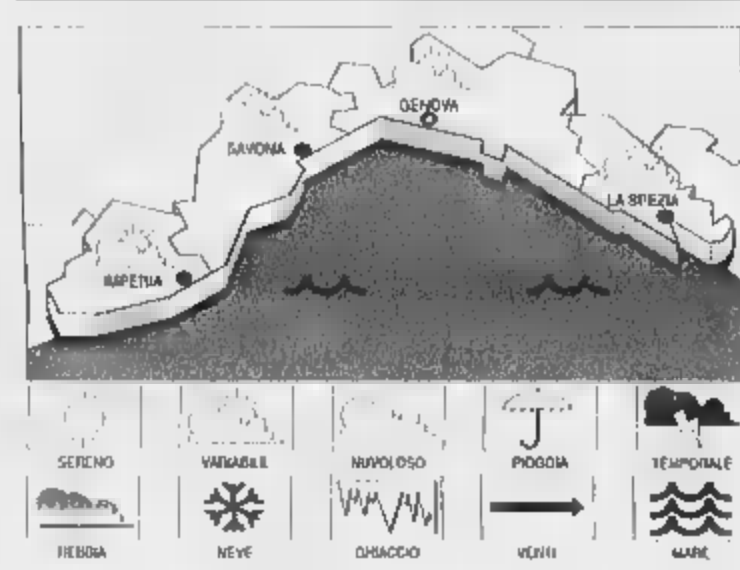 GENOVA
SAVONA
LA SPEZIA
IMPERIA
SERENO VARIABILE NUVOLOSO PIOGGIA TEMPORALE
NEBBIA NEVE GHIACCIO VENTI MARE